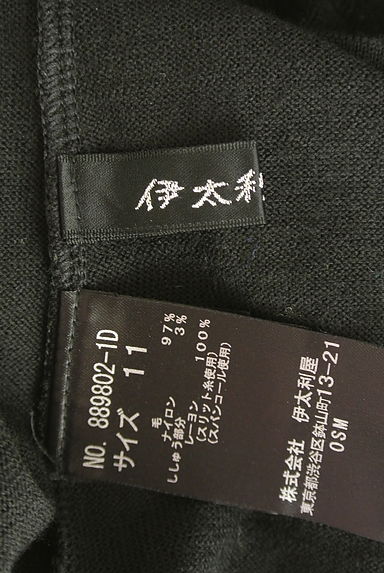 伊太利
NO. 889802-1D
サイズ 11
毛 97%
ナイロン 3%
ししゅう部分
レーヨン 100%
(スリット糸使用)
(スパンコール使用)
株式会社 伊太利屋
東京都渋谷区鉢山町13-21
OSM